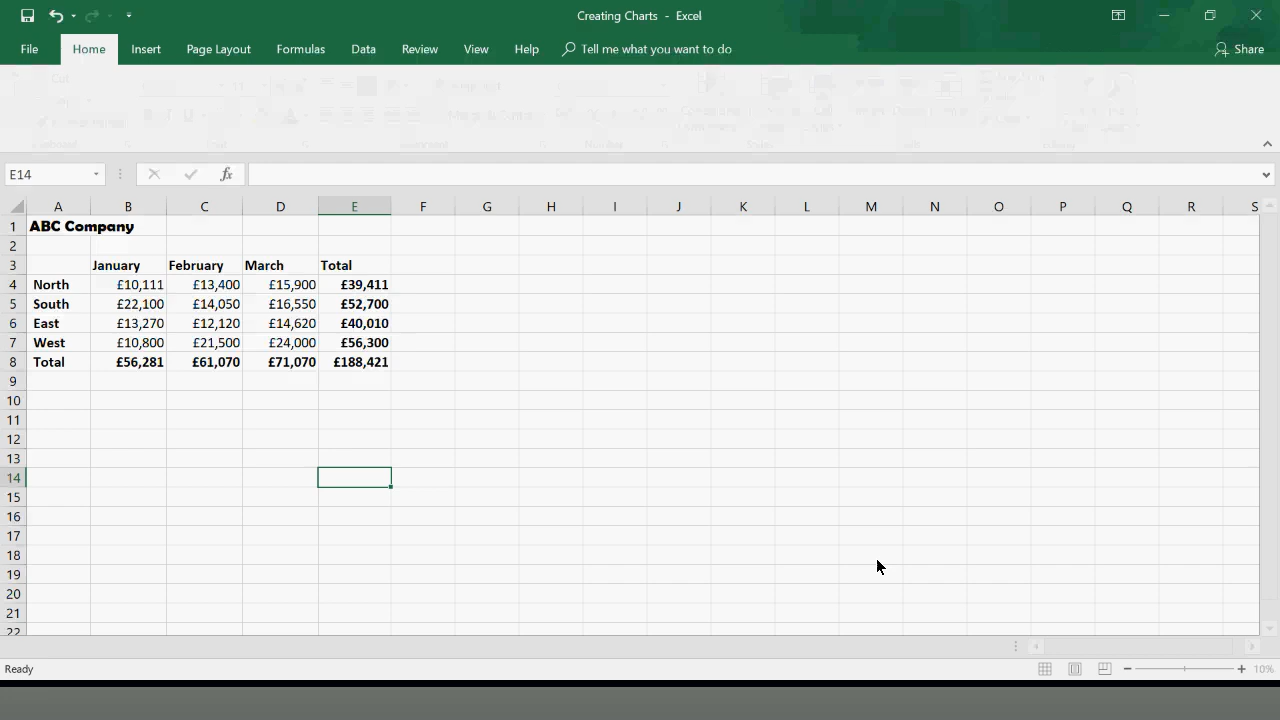 Creating Charts - Excel
File Home Insert Page Layout Formulas Data Review View Help Tell me what you want to do Share
E14 fx
A B C D E F G H I J K L M N O P Q R S
1 ABC Company
2
3 January February March Total
4 North £10,111 £13,400 £15,900 £39,411
5 South £22,100 £14,050 £16,550 £52,700
6 East £13,270 £12,120 £14,620 £40,010
7 West £10,800 £21,500 £24,000 £56,300
8 Total £56,281 £61,070 £71,070 £188,421
9
10
11
12
13
14
15
16
17
18
19
20
21
22
Ready 10%